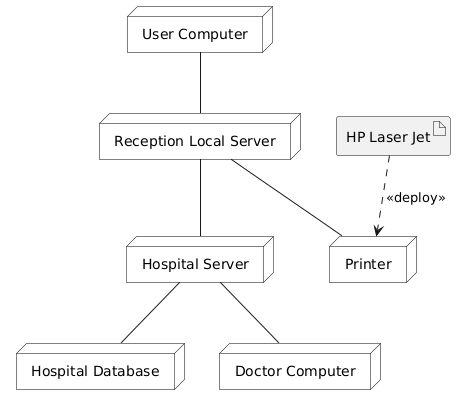 User Computer
Reception Local Server
HP Laser Jet
«deploy»
Hospital Server
Printer
Hospital Database
Doctor Computer